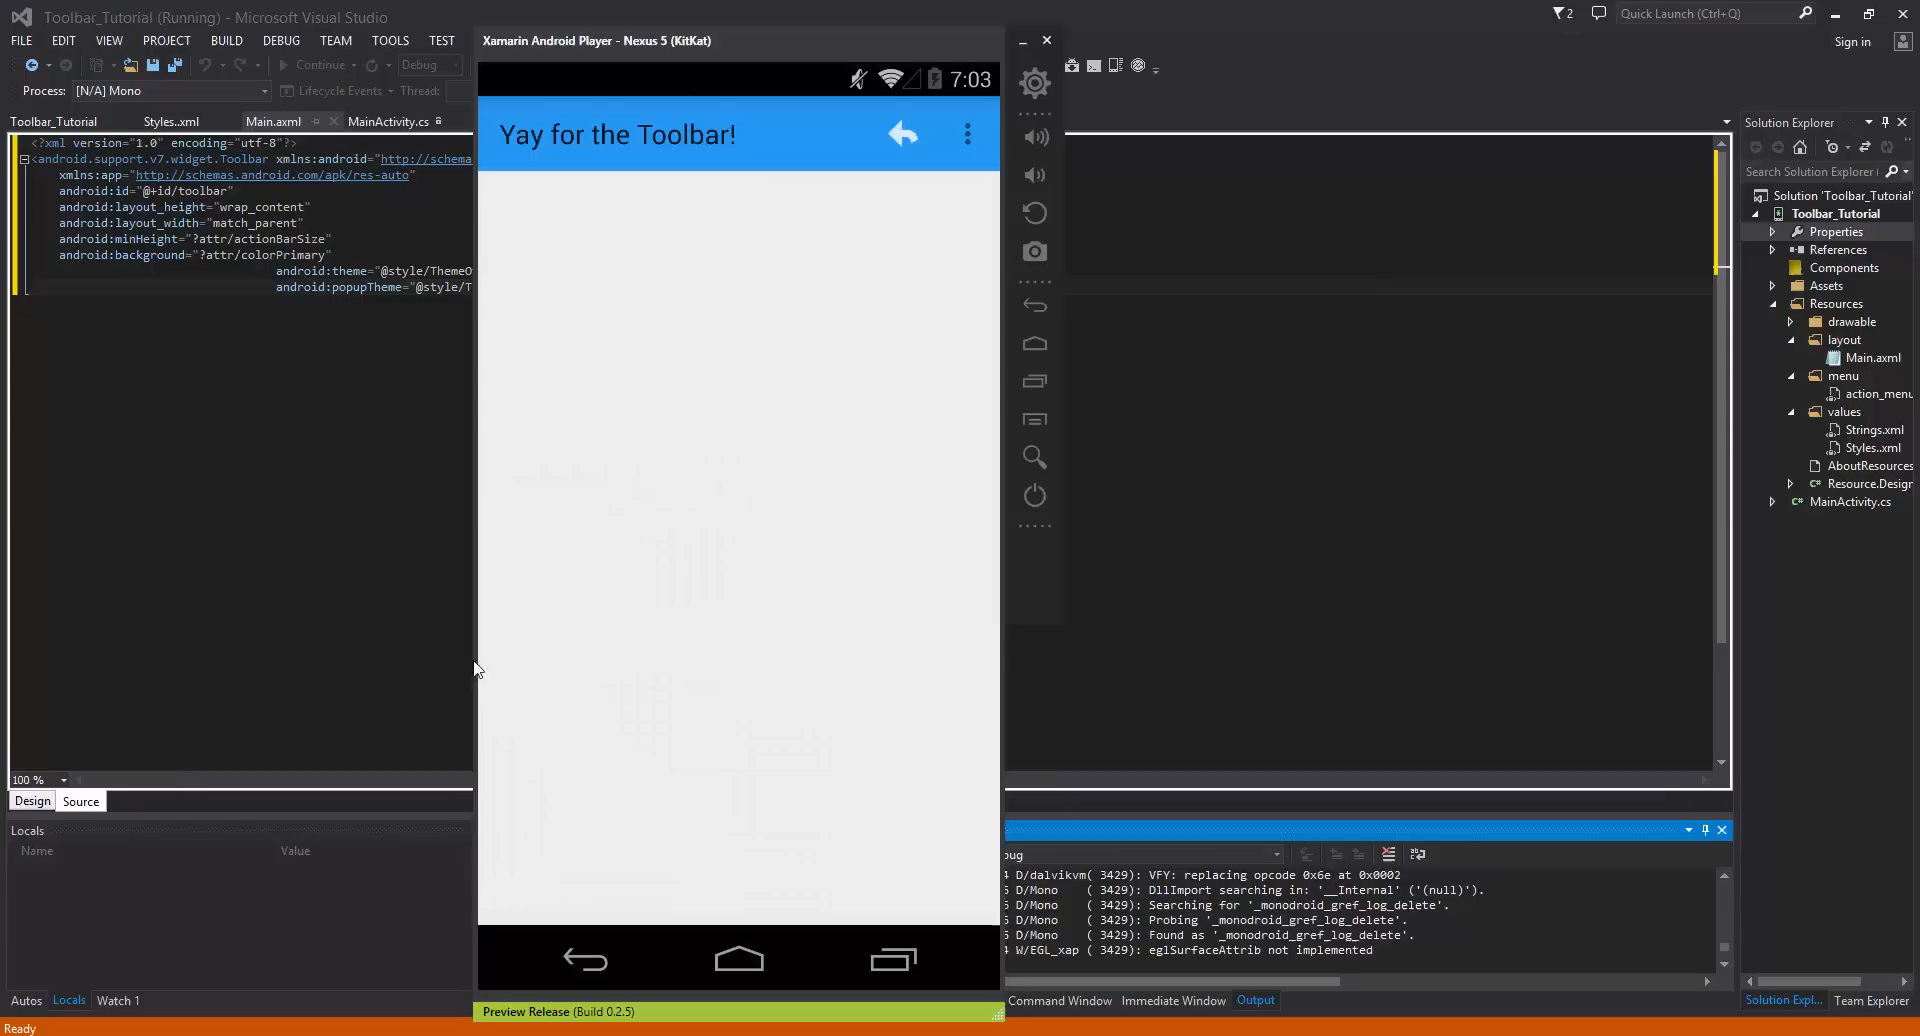 Toolbar_Tutorial (Running) - Microsoft Visual Studio
2
Quick Launch (Ctrl+Q)
FILE EDIT VIEW PROJECT BUILD DEBUG TEAM TOOLS TEST
Sign in
Continue Debug
Process: [N/A] Mono Lifecycle Events Thread:
Toolbar_Tutorial Styles..xml Main.axml MainActivity.cs
<?xml version="1.0" encoding="utf-8"?>
<android.support.v7.widget.Toolbar xmlns:android="http://schema
xmlns:app="http://schemas.android.com/apk/res-auto"
android:id="@+id/toolbar"
android:layout_height="wrap_content"
android:layout_width="match_parent"
android:minHeight="?attr/actionBarSize"
android:background="?attr/colorPrimary"
android:theme="@style/ThemeO
android:popupTheme="@style/T
100 %
Design Source
Locals
Name Value
Autos Locals Watch 1
Ready
Xamarin Android Player - Nexus 5 (KitKat)
7:03
Yay for the Toolbar!
Preview Release (Build 0.2.5)
Solution Explorer
Search Solution Explorer
Solution 'Toolbar_Tutorial'
Toolbar_Tutorial
Properties
References
Components
Assets
Resources
drawable
layout
Main.axml
menu
action_menu
values
Strings.xml
Styles..xml
AboutResources
Resource.Design
MainActivity.cs
Solution Expl... Team Explorer
bug
4 D/dalvikvm( 3429): VFY: replacing opcode 0x6e at 0x0002
5 D/Mono ( 3429): DllImport searching in: '__Internal' ('(null)').
5 D/Mono ( 3429): Searching for '_monodroid_gref_log_delete'.
5 D/Mono ( 3429): Probing '_monodroid_gref_log_delete'.
5 D/Mono ( 3429): Found as '_monodroid_gref_log_delete'.
4 W/EGL_xap ( 3429): eglSurfaceAttrib not implemented
Command Window Immediate Window Output